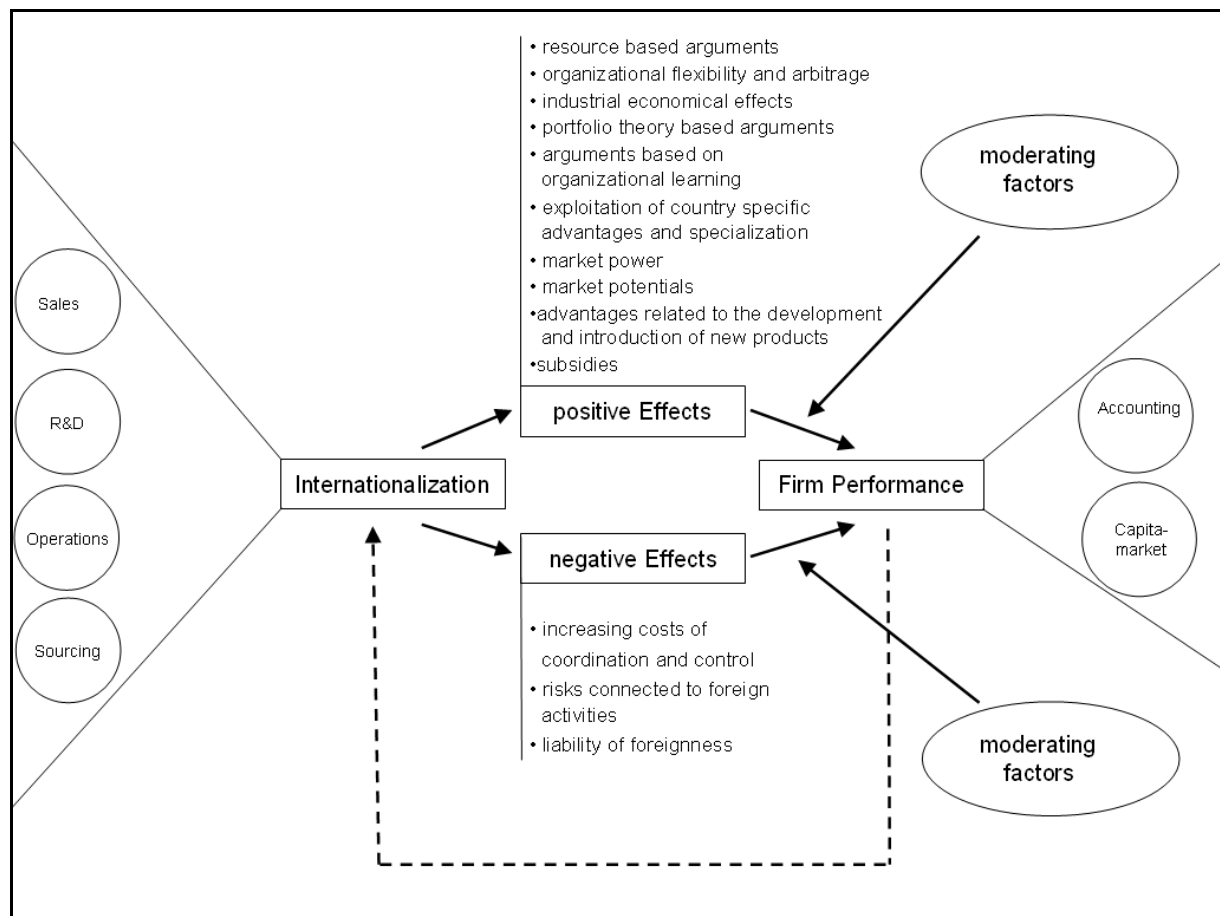 • resource based arguments
• organizational flexibility and arbitrage
• industrial economical effects
• portfolio theory based arguments
• arguments based on
organizational learning
• exploitation of country specific
advantages and specialization
• market power
• market potentials
•advantages related to the development
and introduction of new products
•subsidies
moderating
factors
Sales
R&D
Operations
Sourcing
positive Effects
Internationalization
Firm Performance
negative Effects
Accounting
Capita-
market
• increasing costs of
coordination and control
• risks connected to foreign
activities
• liability of foreignness
moderating
factors